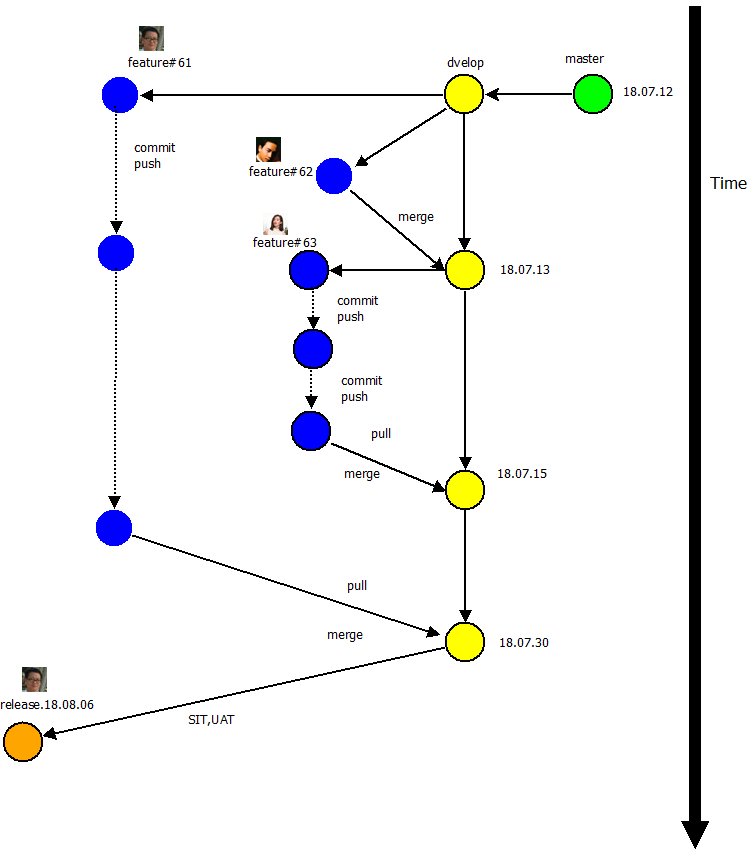 feature#61
dvelop
master
18.07.12
commit
push
Time
feature#62
merge
feature#63
18.07.13
commit
push
commit
push
pull
merge
18.07.15
pull
merge
18.07.30
release.18.08.06
SIT,UAT